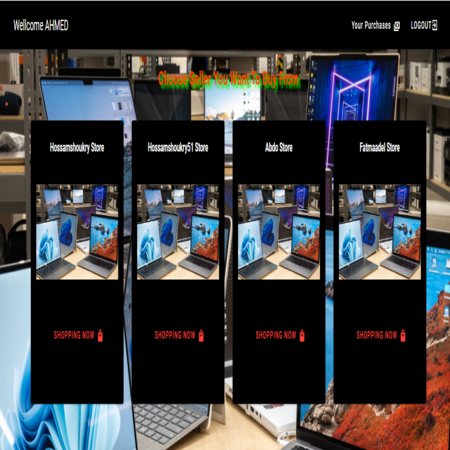 Wellcome AHMED
Your Purchases
LOGOUT
Choose Saller You Want To Buy From
Hossamshoukry Store
Hossamshoukry51 Store
Abdo Store
Fatmaadel Store
SHOPPING NOW
SHOPPING NOW
SHOPPING NOW
SHOPPING NOW